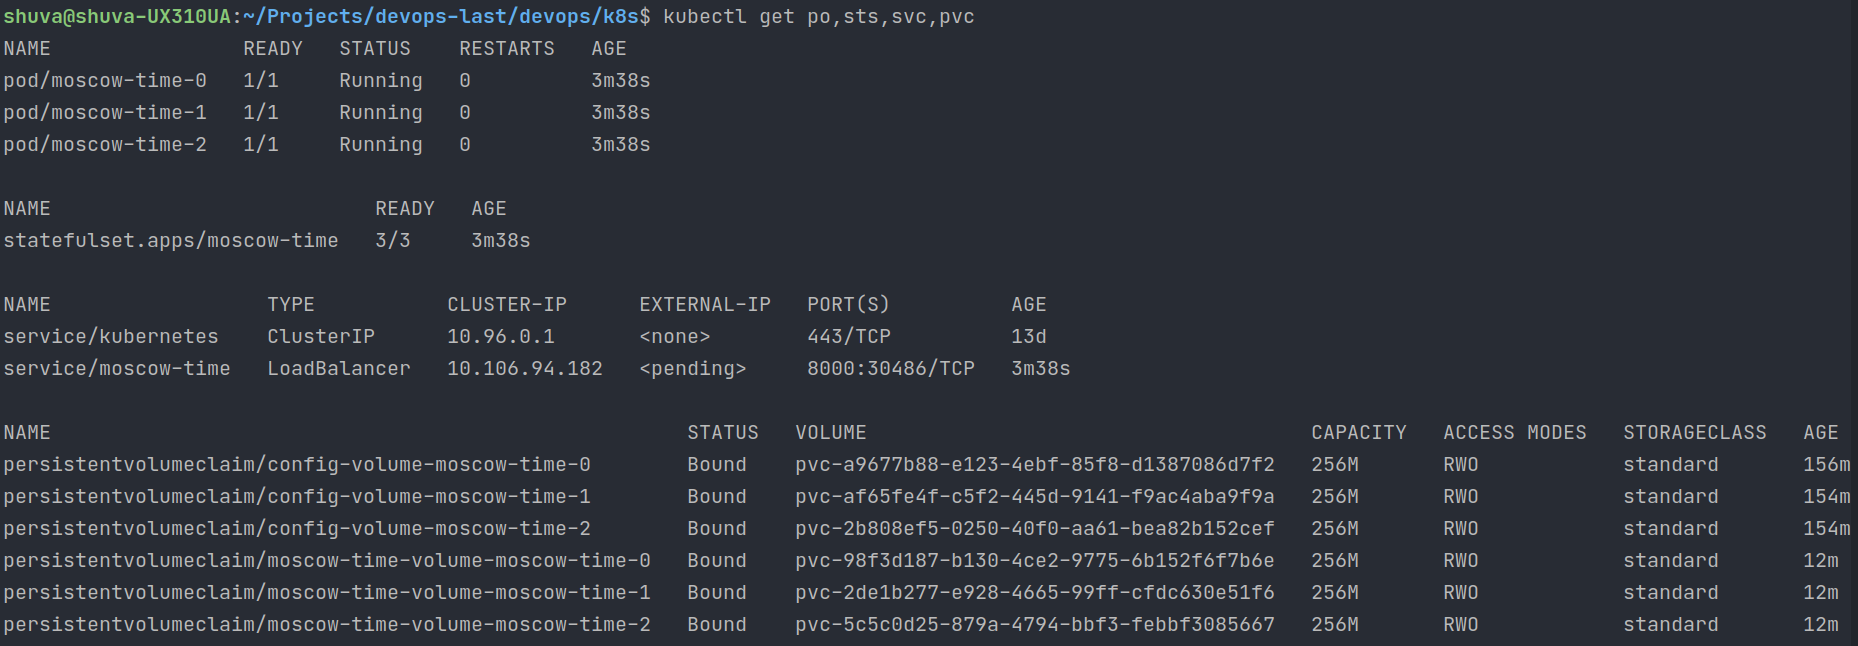 shuva@shuva-UX310UA:~/Projects/devops-last/devops/k8s$ kubectl get po,sts,svc,pvc
NAME                READY   STATUS    RESTARTS   AGE
pod/moscow-time-0   1/1     Running   0          3m38s
pod/moscow-time-1   1/1     Running   0          3m38s
pod/moscow-time-2   1/1     Running   0          3m38s

NAME                           READY   AGE
statefulset.apps/moscow-time   3/3     3m38s

NAME                  TYPE           CLUSTER-IP      EXTERNAL-IP   PORT(S)          AGE
service/kubernetes    ClusterIP      10.96.0.1       <none>        443/TCP          13d
service/moscow-time   LoadBalancer   10.106.94.182   <pending>     8000:30486/TCP   3m38s

NAME                                                     STATUS   VOLUME                                     CAPACITY   ACCESS MODES   STORAGECLASS   AGE
persistentvolumeclaim/config-volume-moscow-time-0        Bound    pvc-a9677b88-e123-4ebf-85f8-d1387086d7f2   256M       RWO            standard       156m
persistentvolumeclaim/config-volume-moscow-time-1        Bound    pvc-af65fe4f-c5f2-445d-9141-f9ac4aba9f9a   256M       RWO            standard       154m
persistentvolumeclaim/config-volume-moscow-time-2        Bound    pvc-2b808ef5-0250-40f0-aa61-bea82b152cef   256M       RWO            standard       154m
persistentvolumeclaim/moscow-time-volume-moscow-time-0   Bound    pvc-98f3d187-b130-4ce2-9775-6b152f6f7b6e   256M       RWO            standard       12m
persistentvolumeclaim/moscow-time-volume-moscow-time-1   Bound    pvc-2de1b277-e928-4665-99ff-cfdc630e51f6   256M       RWO            standard       12m
persistentvolumeclaim/moscow-time-volume-moscow-time-2   Bound    pvc-5c5c0d25-879a-4794-bbf3-febbf3085667   256M       RWO            standard       12m